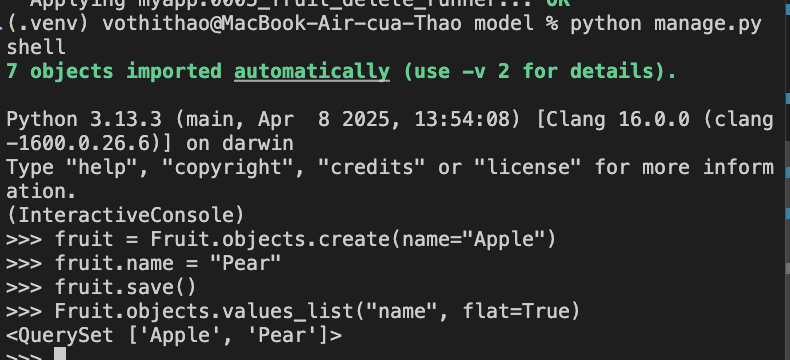 Applying myapp.0005_fruit_delete_runner... OK
(.venv) vothithao@MacBook-Air-cua-Thao model % python manage.py
shell
7 objects imported automatically (use -v 2 for details).
Python 3.13.3 (main, Apr  8 2025, 13:54:08) [Clang 16.0.0 (clang
-1600.0.26.6)] on darwin
Type "help", "copyright", "credits" or "license" for more inform
ation.
(InteractiveConsole)
>>> fruit = Fruit.objects.create(name="Apple")
>>> fruit.name = "Pear"
>>> fruit.save()
>>> Fruit.objects.values_list("name", flat=True)
<QuerySet ['Apple', 'Pear']>
>>>